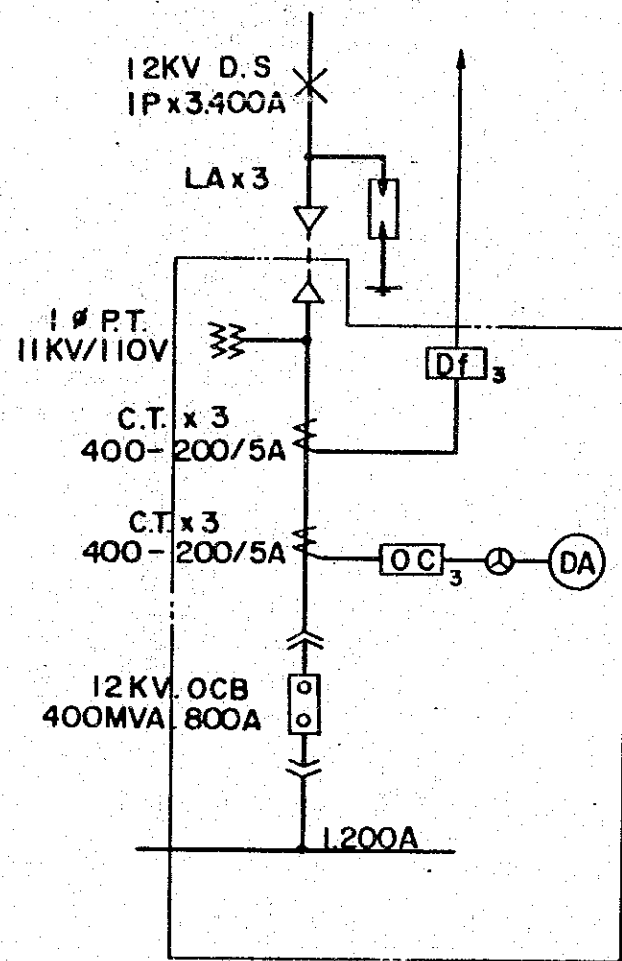 12KV D.S
1P x 3.400A
LA x 3
1 ø P.T.
11KV/110V
Df 3
C.T. x 3
400-200/5A
C.T. x 3
400-200/5A
OC 3
DA
12KV. OCB
400MVA 800A
1.200A